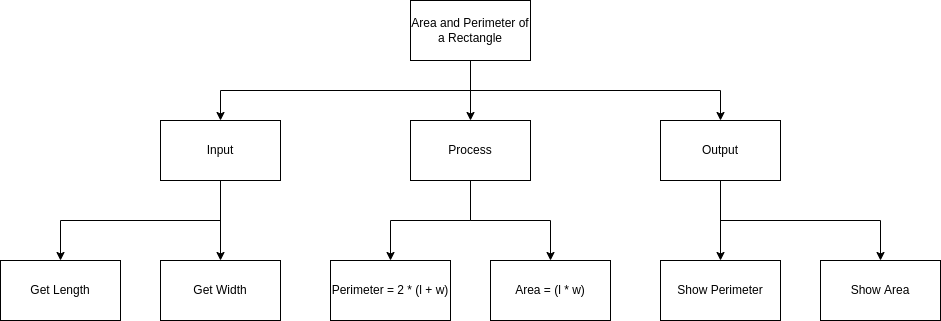 Area and Perimeter of
a Rectangle
Input
Process
Output
Get Length
Get Width
Perimeter = 2 * (l + w)
Area = (l * w)
Show Perimeter
Show Area